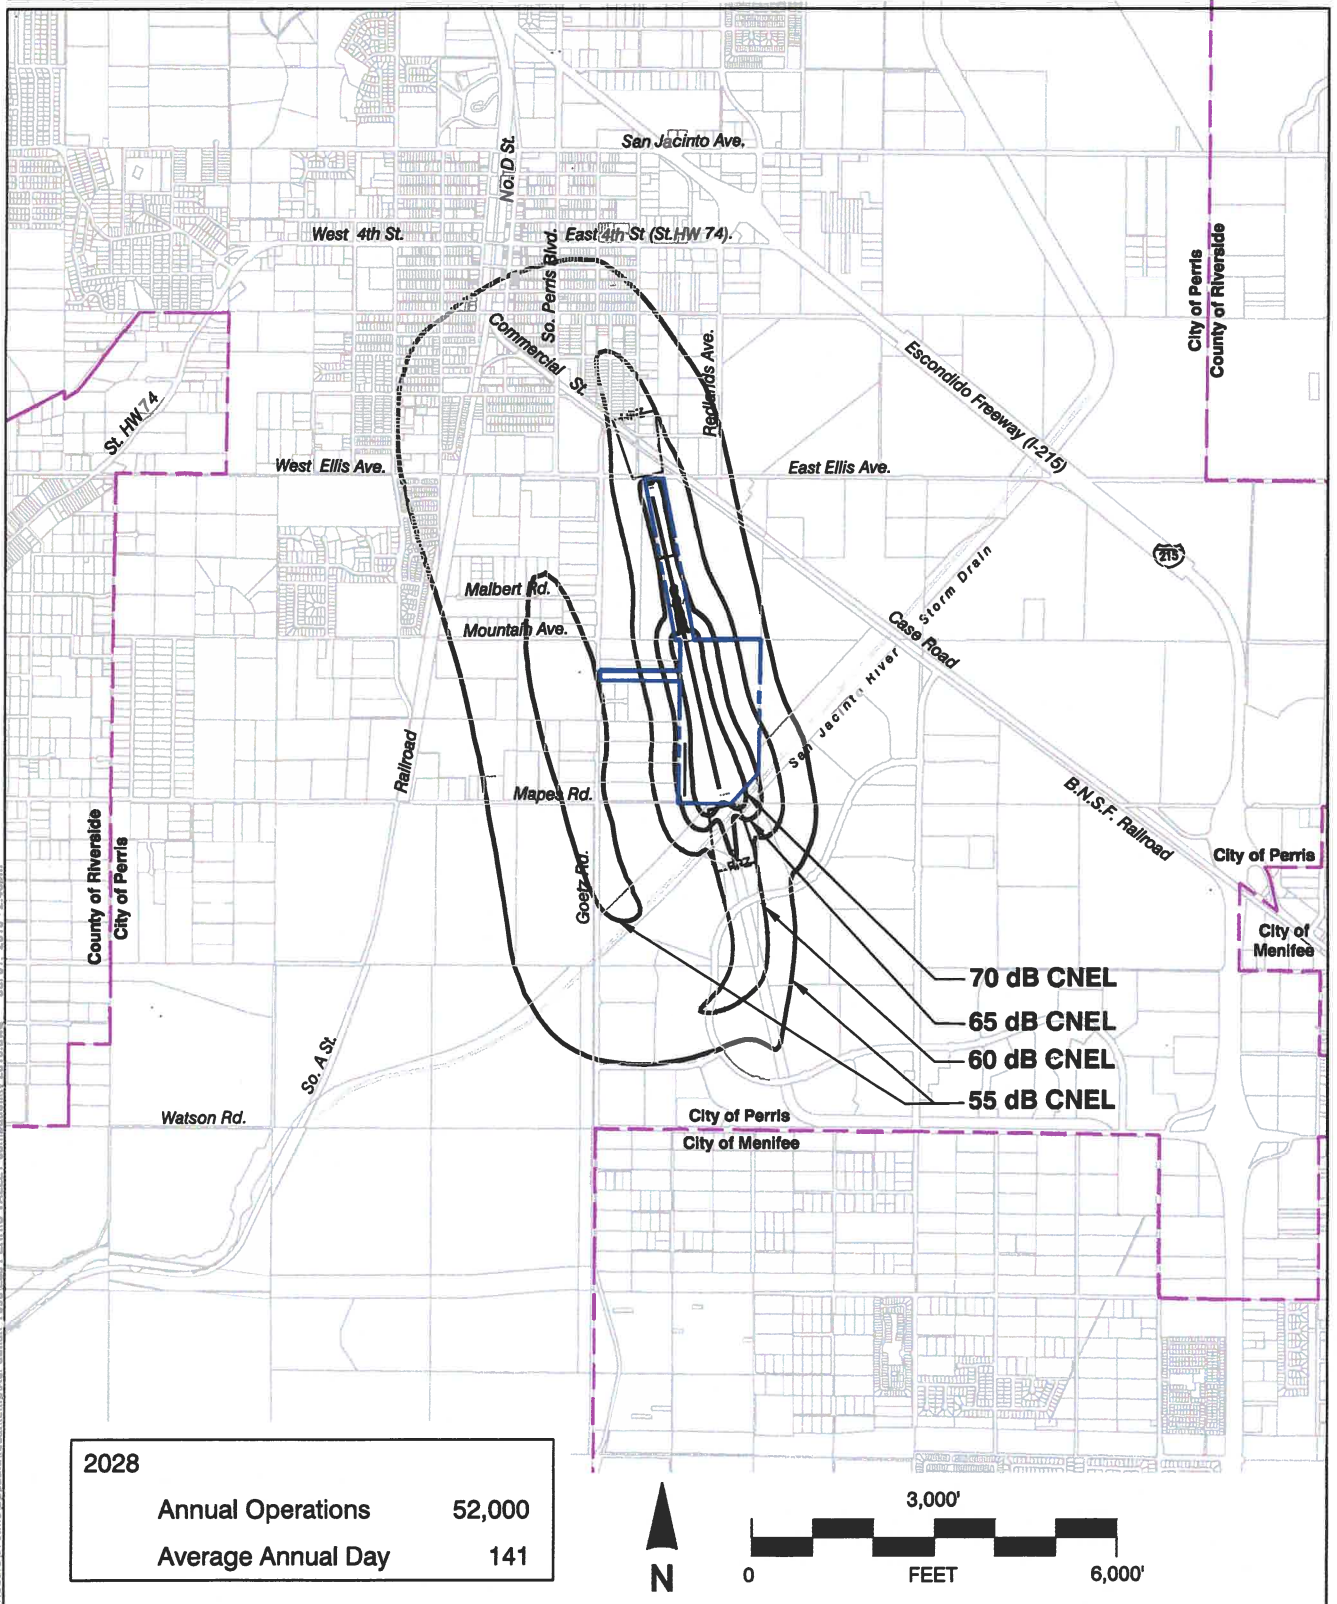 San Jacinto Ave,
No. D St.
West 4th St.
East 4th St (St.HW 74).
So. Perris Blvd.
City of Perris
County of Riverside
Commercial St.
Redlands Ave.
Escondido Freeway (I-215)
St. HW 74
West Ellis Ave.
East Ellis Ave.
215
Malbert Rd.
Mountain Ave.
Storm Drain
Case Road
San Jacinto River
Railroad
Mapes Rd.
B.N.S.F. Railroad
County of Riverside
City of Perris
Goetz Rd.
RPZ
City of Perris
City of
Menifee
70 dB CNEL
65 dB CNEL
60 dB CNEL
55 dB CNEL
So. A St.
Watson Rd.
City of Perris
City of Menifee
2028
Annual Operations 52,000
Average Annual Day 141
N
3,000'
0 FEET 6,000'